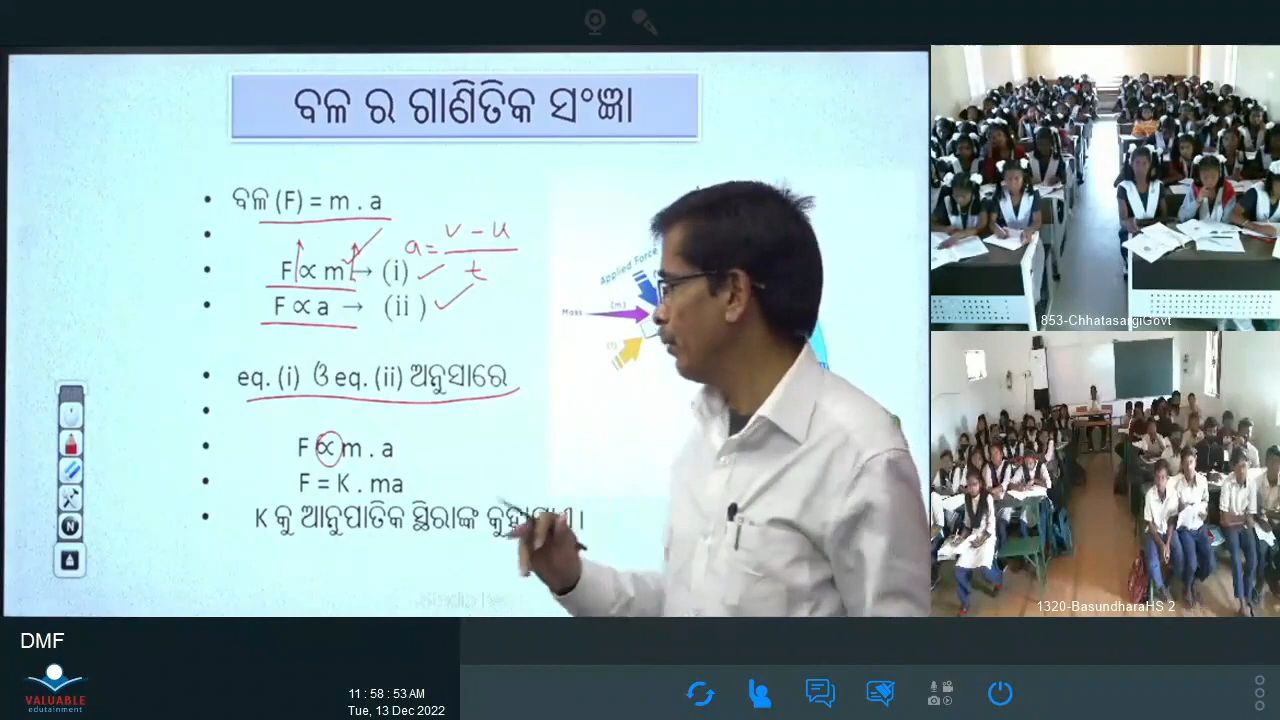 ବଳ ର ଗାଣିତିକ ସଂଜ୍ଞା
• ବଳ (F) = m . a
a = v - u / t
• F ∝ m → (i)
• F ∝ a → (ii )
• eq. (i) ଓ eq. (ii) ଅନୁସାରେ
• F ∝ m . a
• F = K . ma
• K କୁ ଆନୁପାତିକ ସ୍ଥିରାଙ୍କ
Applied Force
Mass (m)
(f)
N
853-ChhatasargiGovt
1320-BasundharaHS 2
DMF
VALUABLE
edutainment
11 : 58 : 53 AM
Tue, 13 Dec 2022